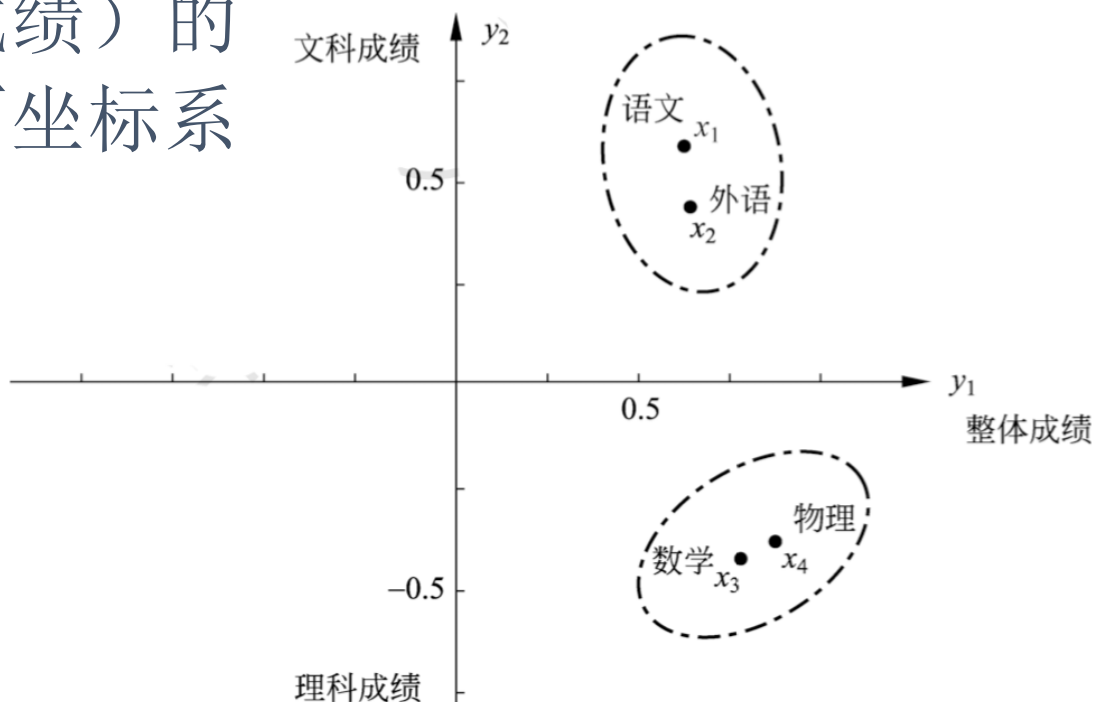 成绩）的
坐标系
文科成绩
y₂
语文
x₁
0.5
外语
x₂
y₁
0.5
整体成绩
物理
数学
x₃
x₄
−0.5
理科成绩